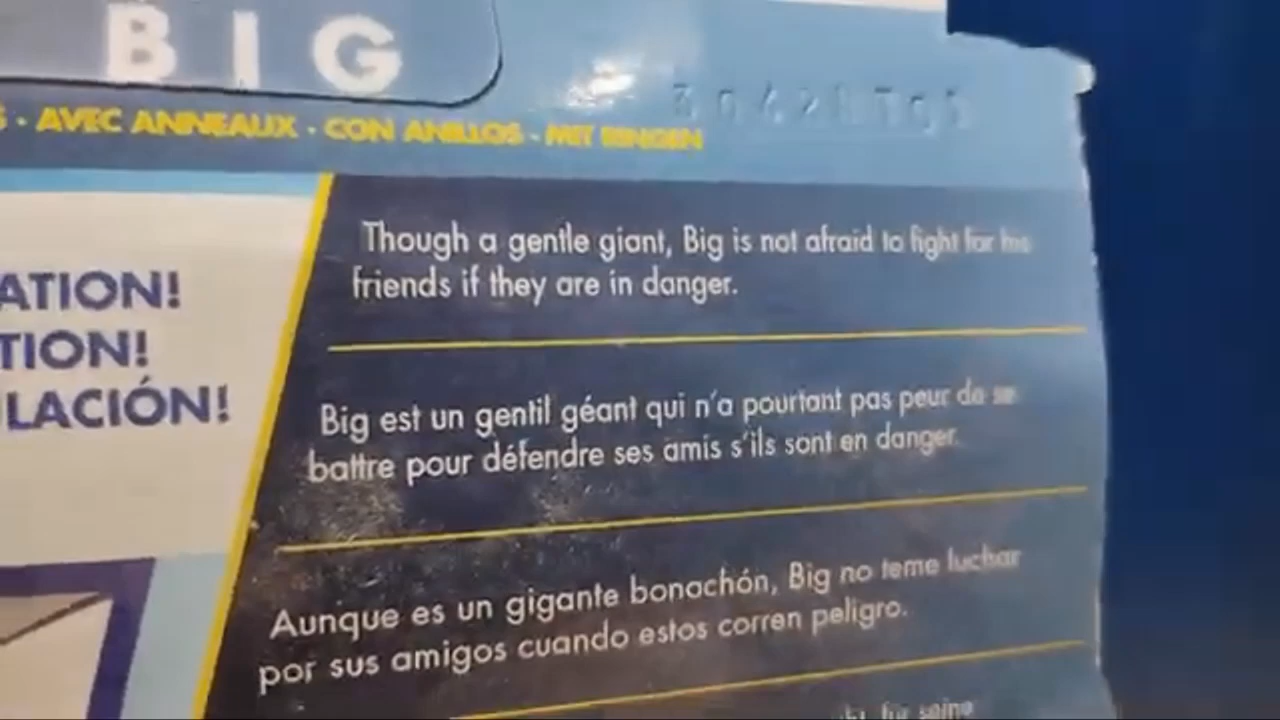 BIG
· AVEC ANNEAUX · CON ANILLOS · MIT RINGEN
Though a gentle giant, Big is not afraid to fight for his
friends if they are in danger.
ATION!
TION!
LACIÓN!
Big est un gentil géant qui n'a pourtant pas peur de se
battre pour défendre ses amis s'ils sont en danger.
Aunque es un gigante bonachón, Big no teme luchar
por sus amigos cuando estos corren peligro.
für seine